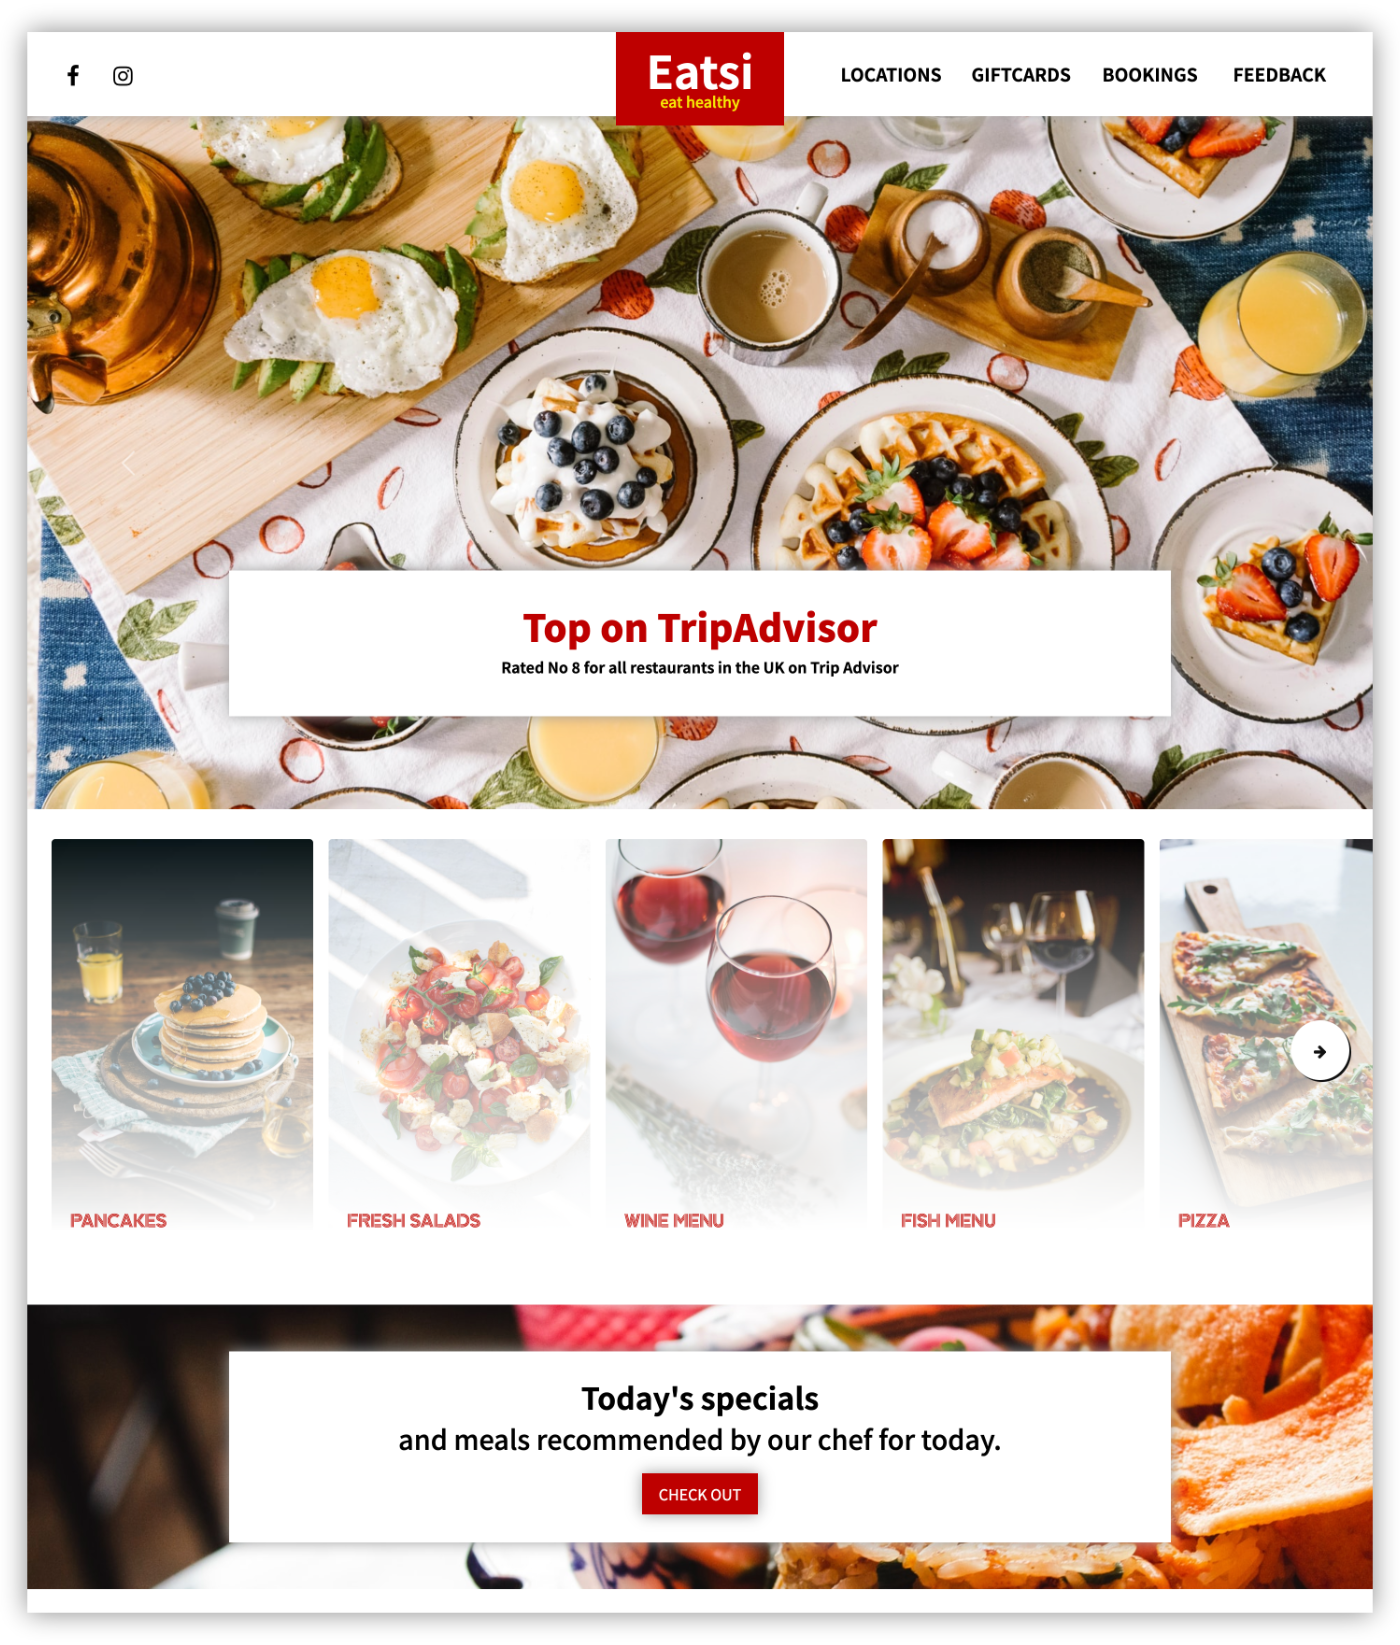 Eatsi
eat healthy
LOCATIONS GIFTCARDS BOOKINGS FEEDBACK
Top on TripAdvisor
Rated No 8 for all restaurants in the UK on Trip Advisor
PANCAKES
FRESH SALADS
WINE MENU
FISH MENU
PIZZA
Today's specials
and meals recommended by our chef for today.
CHECK OUT